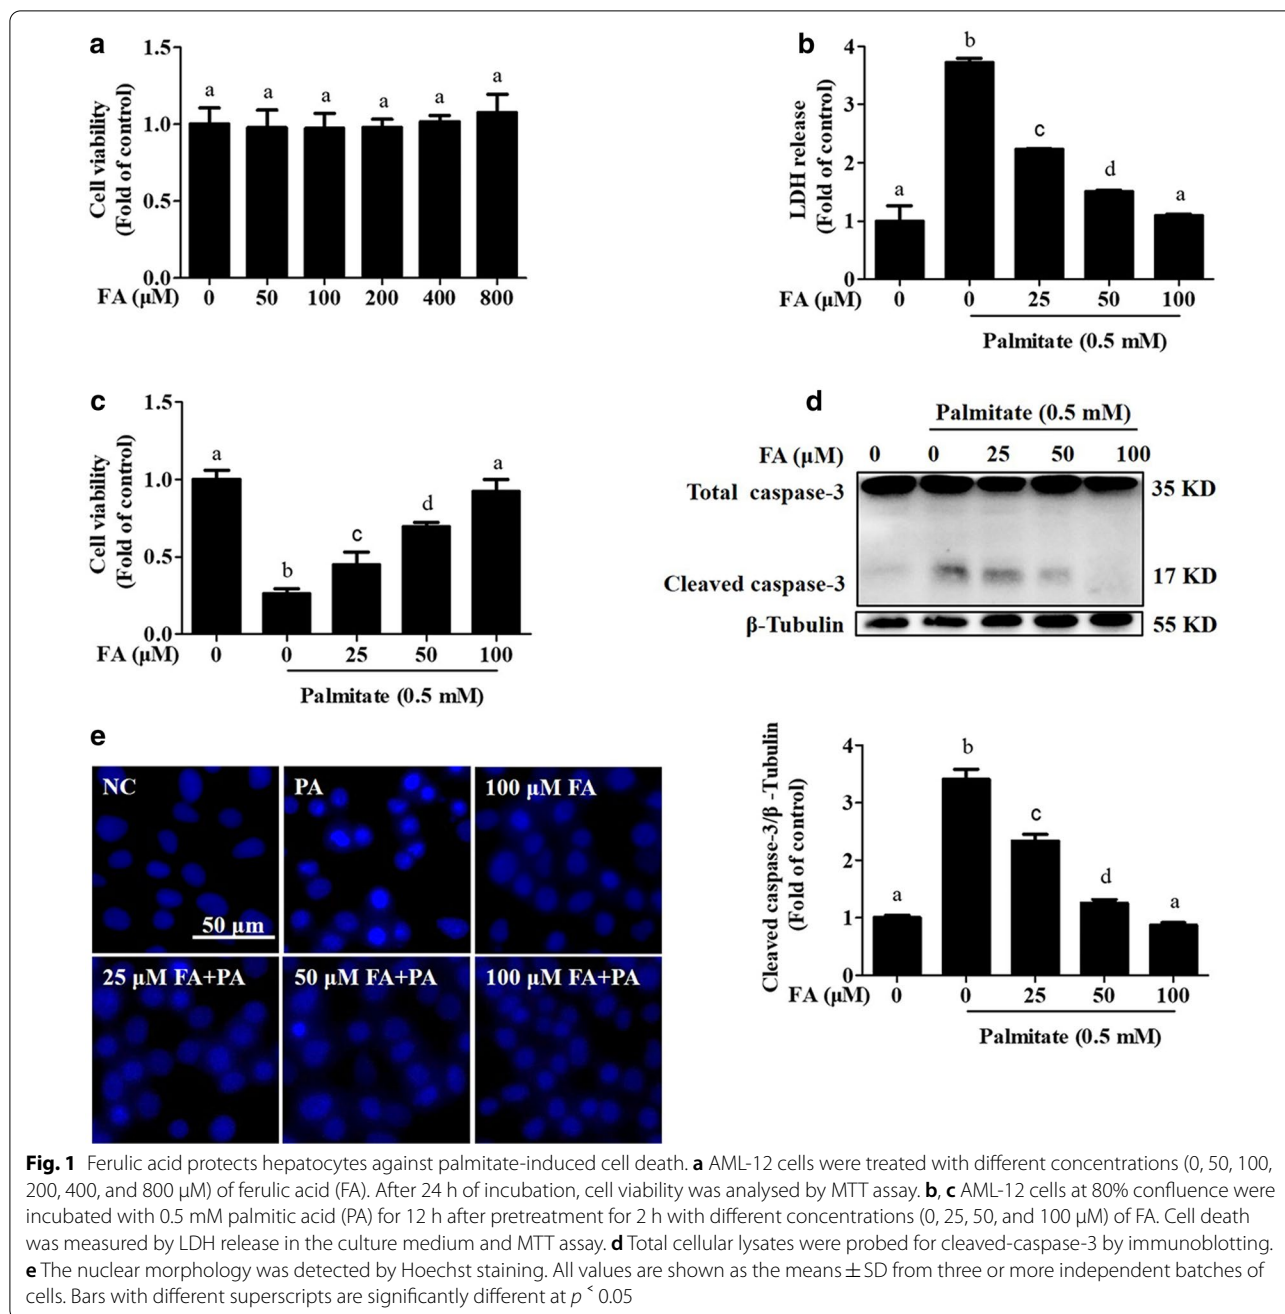 a
1.5
1.0
0.5
0.0
Cell viability
(Fold of control)
a a a a a a
FA (μM) 0 50 100 200 400 800
b
4
3
2
1
0
LDH release
(Fold of control)
a b c d a
FA (μM) 0 0 25 50 100
Palmitate (0.5 mM)
c
1.5
1.0
0.5
0.0
Cell viability
(Fold of control)
a b c d a
FA (μM) 0 0 25 50 100
Palmitate (0.5 mM)
d
Palmitate (0.5 mM)
FA (μM) 0 0 25 50 100
Total caspase-3 35 KD
Cleaved caspase-3 17 KD
β-Tubulin 55 KD
4
3
2
1
0
Cleaved caspase-3/β -Tubulin
(Fold of control)
a b c d a
FA (μM) 0 0 25 50 100
Palmitate (0.5 mM)
e
NC PA 100 μM FA
50 μm
25 μM FA+PA 50 μM FA+PA 100 μM FA+PA
Fig. 1 Ferulic acid protects hepatocytes against palmitate-induced cell death. a AML-12 cells were treated with different concentrations (0, 50, 100,
200, 400, and 800 μM) of ferulic acid (FA). After 24 h of incubation, cell viability was analysed by MTT assay. b, c AML-12 cells at 80% confluence were
incubated with 0.5 mM palmitic acid (PA) for 12 h after pretreatment for 2 h with different concentrations (0, 25, 50, and 100 μM) of FA. Cell death
was measured by LDH release in the culture medium and MTT assay. d Total cellular lysates were probed for cleaved-caspase-3 by immunoblotting.
e The nuclear morphology was detected by Hoechst staining. All values are shown as the means ± SD from three or more independent batches of
cells. Bars with different superscripts are significantly different at p < 0.05